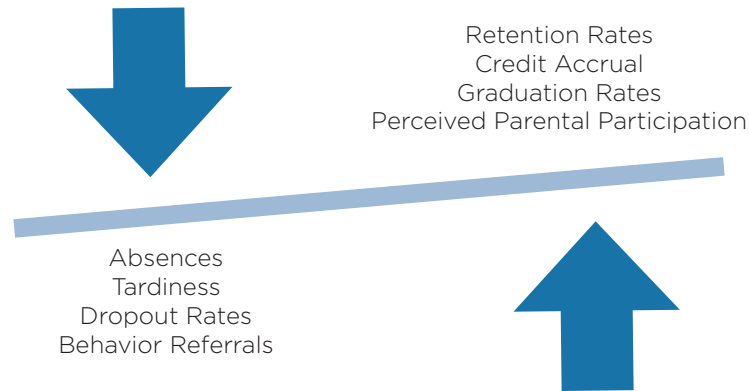 Retention Rates
Credit Accrual
Graduation Rates
Perceived Parental Participation
Absences
Tardiness
Dropout Rates
Behavior Referrals